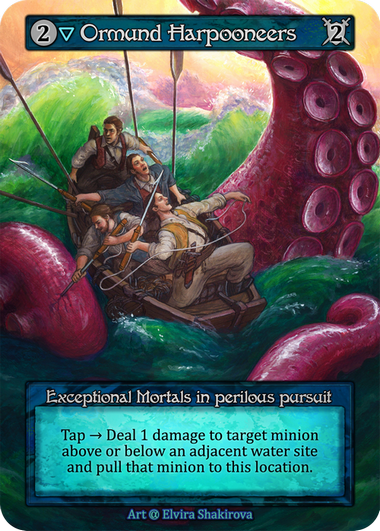 2 Ormund Harpooneers 2
Exceptional Mortals in perilous pursuit
Tap → Deal 1 damage to target minion
above or below an adjacent water site
and pull that minion to this location.
Art @ Elvira Shakirova